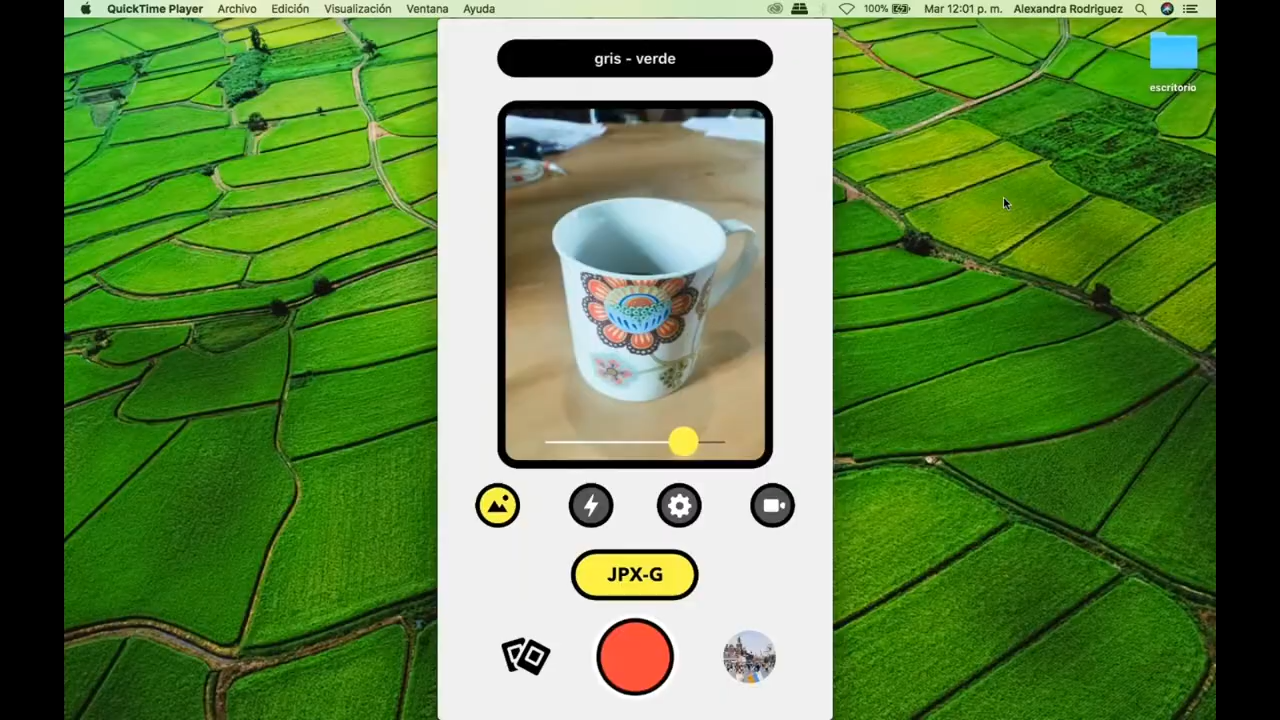 QuickTime Player Archivo Edición Visualización Ventana Ayuda 100% Mar 12:01 p. m. Alexandra Rodriguez
gris - verde
escritorio
JPX-G